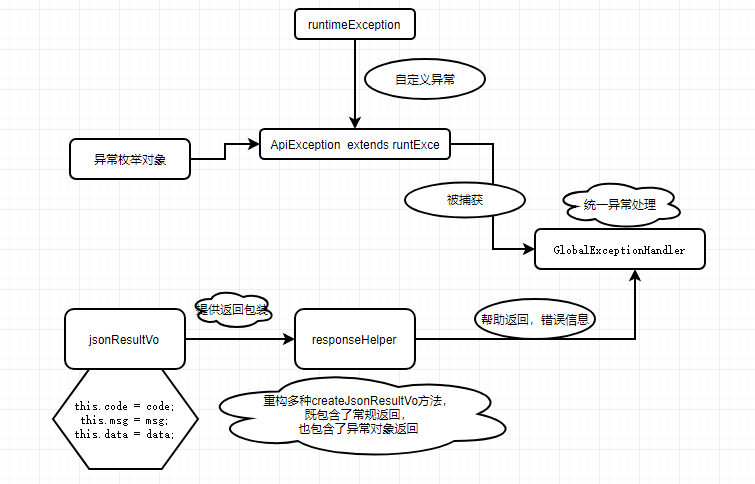 runtimeException
自定义异常
异常枚举对象
ApiException extends runtExce
被捕获
统一异常处理
GlobalExceptionHandler
提供返回包装
jsonResultVo
responseHelper
帮助返回，错误信息
this.code = code;
this.msg = msg;
this.data = data;
重构多种createJsonResultVo方法，
既包含了常规返回，
也包含了异常对象返回